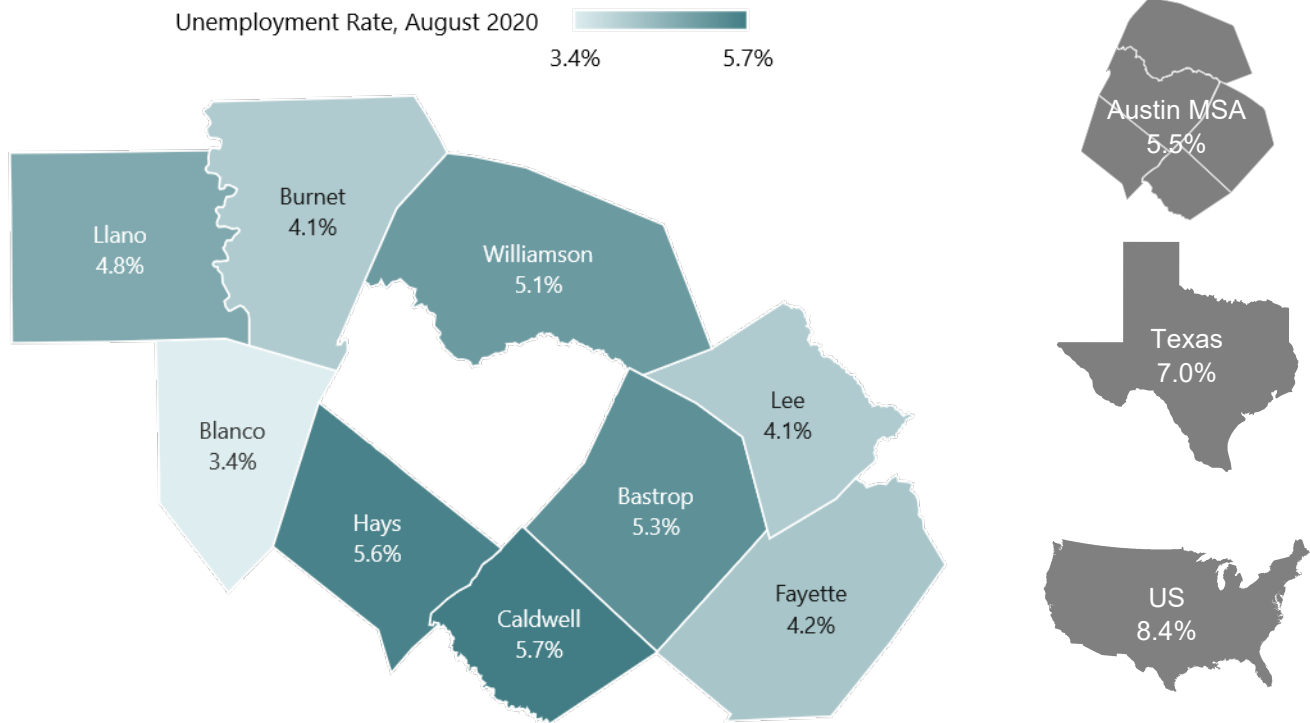 Unemployment Rate, August 2020
3.4% 5.7%
Austin MSA
5.5%
Burnet
4.1%
Llano
4.8%
Williamson
5.1%
Texas
7.0%
Blanco
3.4%
Lee
4.1%
Bastrop
5.3%
Hays
5.6%
Fayette
4.2%
Caldwell
5.7%
US
8.4%